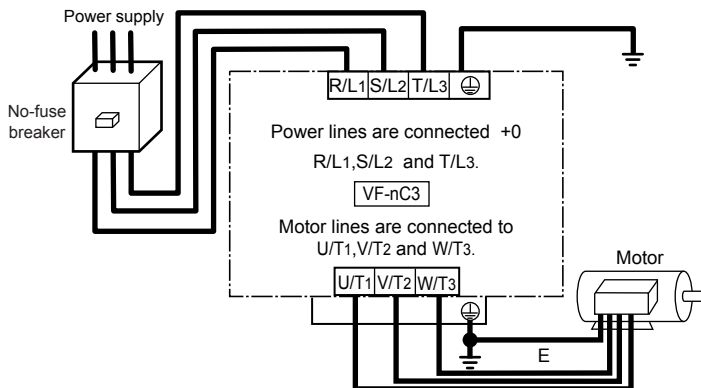 Power supply
No-fuse
breaker
R/L1 S/L2 T/L3
Power lines are connected +0
R/L1,S/L2 and T/L3.
VF-nC3
Motor lines are connected to
U/T1,V/T2 and W/T3.
U/T1 V/T2 W/T3
Motor
E